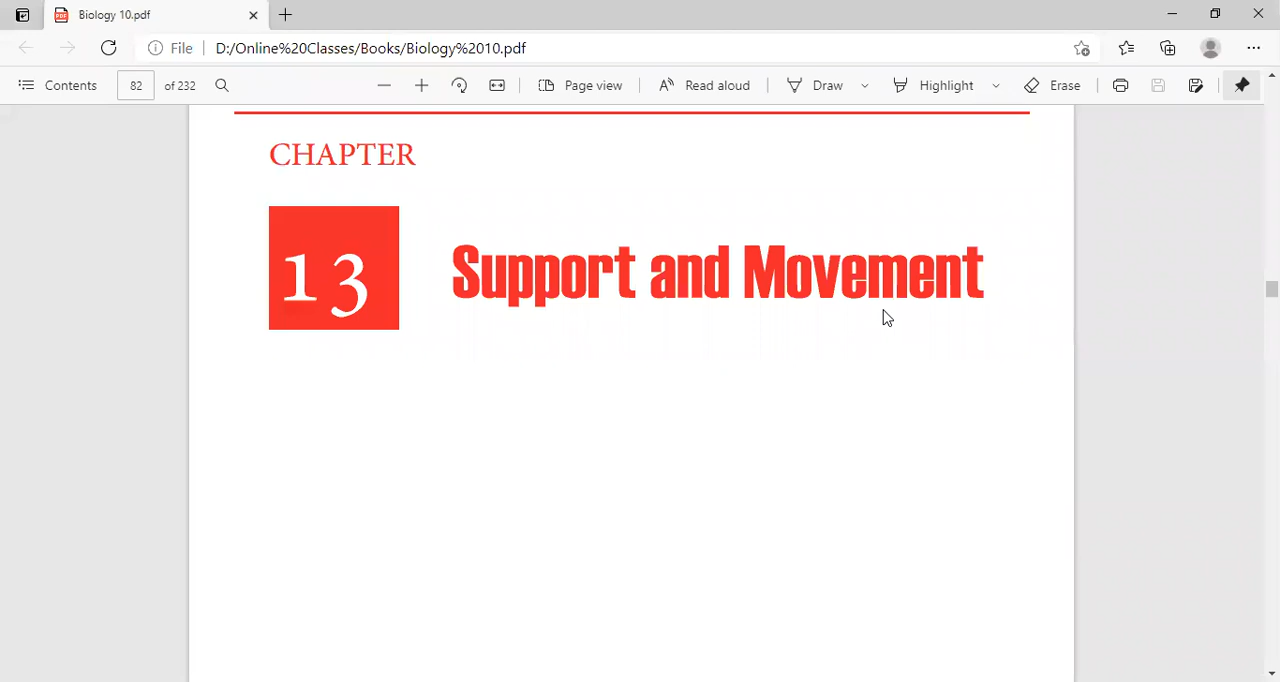 Biology 10.pdf
File D:/Online%20Classes/Books/Biology%2010.pdf
Contents 82 of 232 Page view Read aloud Draw Highlight Erase
CHAPTER
13 Support and Movement